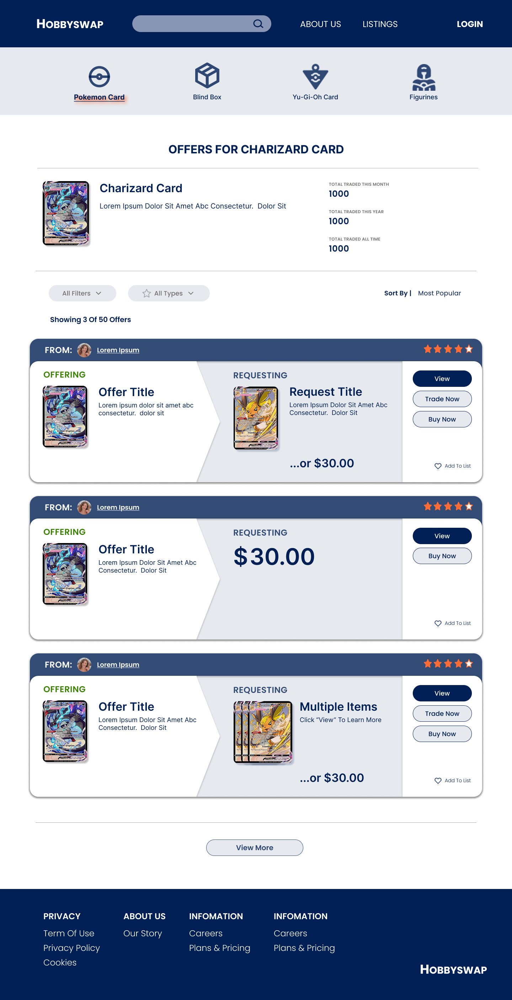 HOBBYSWAP
ABOUT US
LISTINGS
LOGIN
Pokemon Card
Blind Box
Yu-Gi-Oh Card
Figurines
OFFERS FOR CHARIZARD CARD
Charizard Card
Lorem Ipsum Dolor Sit Amet Abc Consectetur. Dolor Sit
TOTAL TRADED THIS MONTH
1000
TOTAL TRADED THIS YEAR
1000
TOTAL TRADED ALL TIME
1000
All Filters
All Types
Sort By | Most Popular
Showing 3 Of 50 Offers
FROM: Lorem Ipsum
OFFERING
Offer Title
Lorem ipsum dolor sit amet abc
consectetur. dolor sit
REQUESTING
Request Title
Lorem Ipsum Dolor Sit Amet Abc
Consectetur. Dolor Sit
...or $30.00
View
Trade Now
Buy Now
Add To List
FROM: Lorem Ipsum
OFFERING
Offer Title
Lorem Ipsum Dolor Sit Amet Abc
Consectetur. Dolor Sit
REQUESTING
$30.00
View
Buy Now
Add To List
FROM: Lorem Ipsum
OFFERING
Offer Title
Lorem Ipsum Dolor Sit Amet Abc
Consectetur. Dolor Sit
REQUESTING
Multiple Items
Click “View” To Learn More
...or $30.00
View
Trade Now
Buy Now
Add To List
View More
PRIVACY
Term Of Use
Privacy Policy
Cookies
ABOUT US
Our Story
INFOMATION
Careers
Plans & Pricing
INFOMATION
Careers
Plans & Pricing
HOBBYSWAP